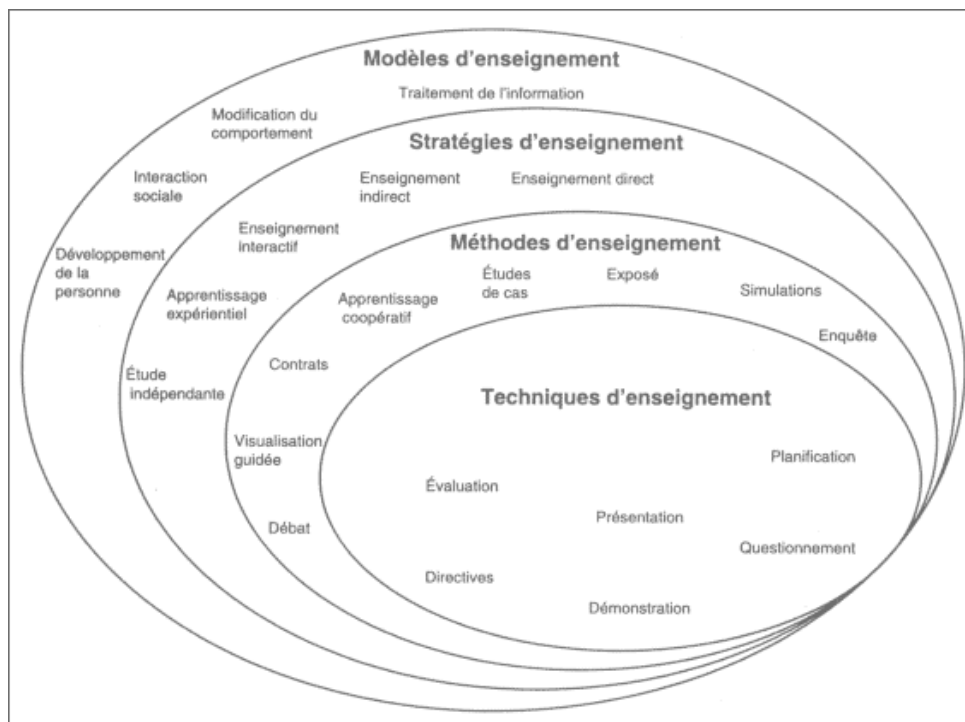 Modèles d'enseignement
Traitement de l'information
Modification du
comportement
Interaction
sociale
Développement
de la
personne
Stratégies d'enseignement
Enseignement
indirect
Enseignement direct
Enseignement
interactif
Apprentissage
expérientiel
Étude
indépendante
Méthodes d'enseignement
Études
de cas
Exposé
Simulations
Apprentissage
coopératif
Enquête
Contrats
Visualisation
guidée
Débat
Techniques d'enseignement
Planification
Évaluation
Présentation
Questionnement
Directives
Démonstration